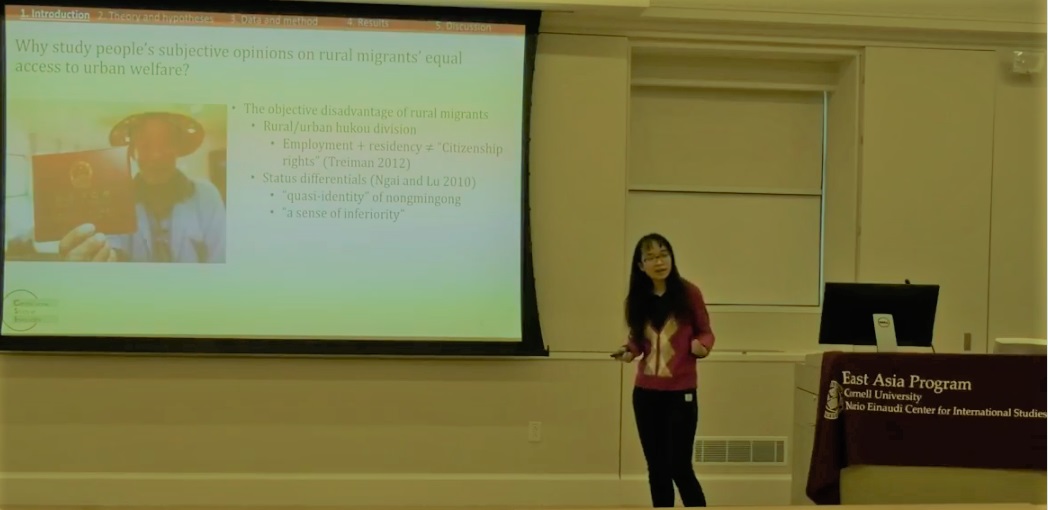 1. Introduction 2. Theory and hypotheses 3. Data and method 4. Results 5. Discussion
Why study people's subjective opinions on rural migrants' equal
access to urban welfare?
• The objective disadvantage of rural migrants
• Rural/urban hukou division
• Employment + residency ≠ "Citizenship
rights" (Treiman 2012)
• Status differentials (Ngai and Lu 2010)
• "quasi-identity" of nongmingong
• "a sense of inferiority"
DELL
East Asia Program
Cornell University
Mario Einaudi Center for International Studies